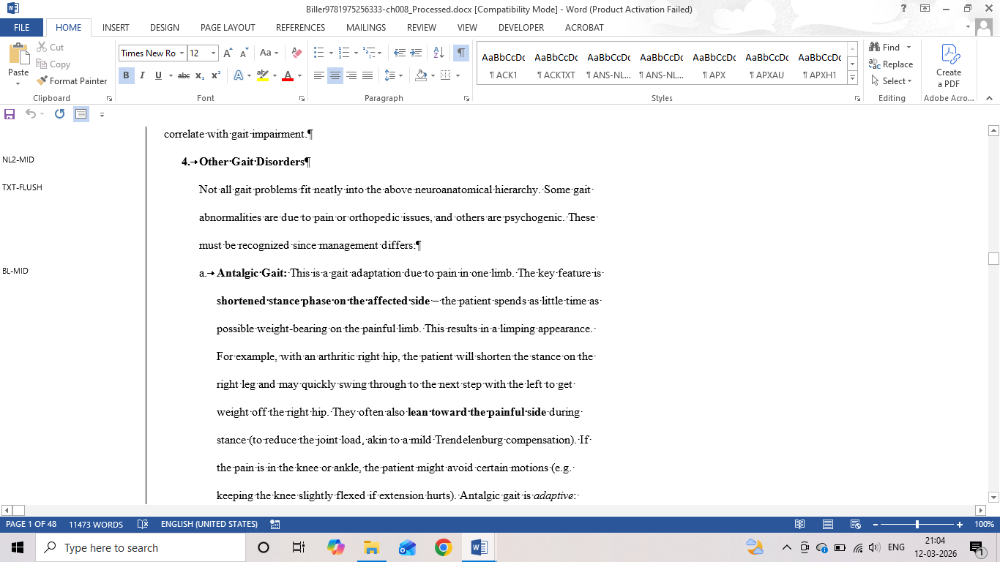 Biller9781975256333-ch008_Processed.docx [Compatibility Mode] - Word (Product Activation Failed)
FILE HOME INSERT DESIGN PAGE LAYOUT REFERENCES MAILINGS REVIEW VIEW DEVELOPER ACROBAT
Paste
Cut
Copy
Format Painter
Clipboard
Times New Ro 12
Font
Paragraph
AaBbCcDc AaBbCcDc AaBbCcDc AaBbCcDc AaBbCcDc AaBbCcDc AaBbCcDc
¶ ACK1 ¶ ACKTXT ¶ ANS-NL... ¶ ANS-NL... ¶ APX ¶ APXAU ¶ APXH1
Styles
Find
Replace
Select
Editing
Create
a PDF
Adobe Acro...
correlate with gait impairment.¶
NL2-MID
4. Other Gait Disorders¶
TXT-FLUSH
Not all gait problems fit neatly into the above neuroanatomical hierarchy. Some gait
abnormalities are due to pain or orthopedic issues, and others are psychogenic. These
must be recognized since management differs:¶
BL-MID
a. Antalgic Gait: This is a gait adaptation due to pain in one limb. The key feature is
shortened stance phase on the affected side – the patient spends as little time as
possible weight-bearing on the painful limb. This results in a limping appearance.
For example, with an arthritic right hip, the patient will shorten the stance on the
right leg and may quickly swing through to the next step with the left to get
weight off the right hip. They often also lean toward the painful side during
stance (to reduce the joint load, akin to a mild Trendelenburg compensation). If
the pain is in the knee or ankle, the patient might avoid certain motions (e.g.
keeping the knee slightly flexed if extension hurts). Antalgic gait is adaptive:
PAGE 1 OF 48 11473 WORDS ENGLISH (UNITED STATES) 100%
Type here to search
ENG
21:04
12-03-2026
1